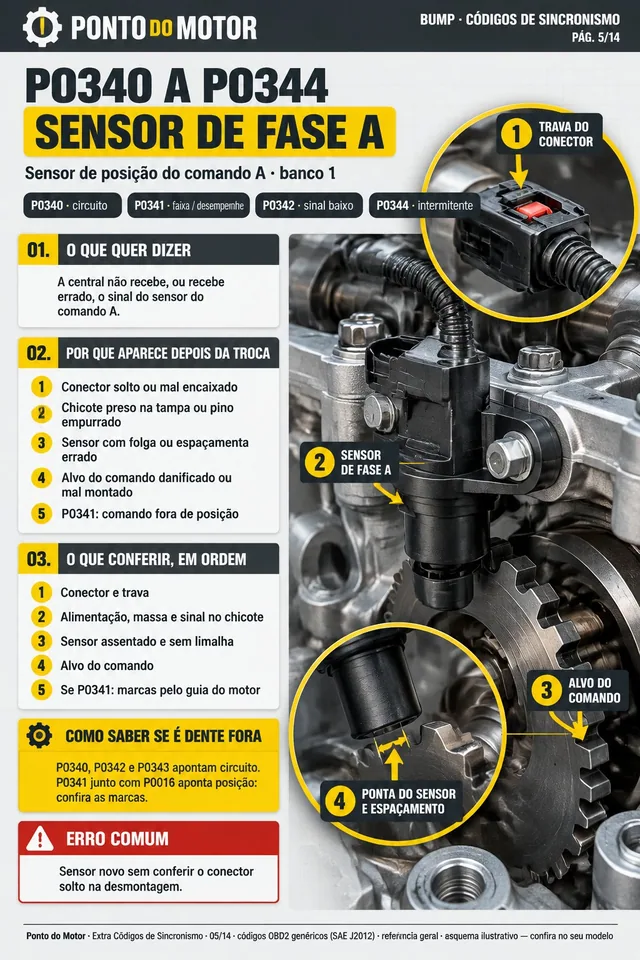 PONTO DO MOTOR
BUMP · CÓDIGOS DE SINCRONISMO
PÁG. 5/14
P0340 A P0344
SENSOR DE FASE A
Sensor de posição do comando A · banco 1
P0340 · circuito
P0341 · faixa / desempenhe
P0342 · sinal baixo
P0344 · intermitente
1 TRAVA DO
CONECTOR
01. O QUE QUER DIZER
A central não recebe, ou recebe
errado, o sinal do sensor do
comando A.
02. POR QUE APARECE DEPOIS DA TROCA
1 Conector solto ou mal encaixado
2 Chicote preso na tampa ou pino
empurrado
3 Sensor com folga ou espaçamenta
errado
4 Alvo do comando danificado ou
mal montado
5 P0341: comando fora de posição
2 SENSOR
DE FASE A
03. O QUE CONFERIR, EM ORDEM
1 Conector e trava
2 Alimentação, massa e sinal no chicote
3 Sensor assentado e sem limalha
4 Alvo do comando
5 Se P0341: marcas pelo guia do motor
3 ALVO DO
COMANDO
4 PONTA DO SENSOR
E ESPAÇAMENTO
COMO SABER SE É DENTE FORA
P0340, P0342 e P0343 apontam circuito.
P0341 junto com P0016 aponta posição:
confira as marcas.
ERRO COMUM
Sensor novo sem conferir o conector
solto na desmontagem.
Ponto do Motor · Extra Códigos de Sincronismo · 05/14 · códigos OBD2 genéricos (SAE J2012) · referência geral · asquema ilustrativo — confira no seu modelo